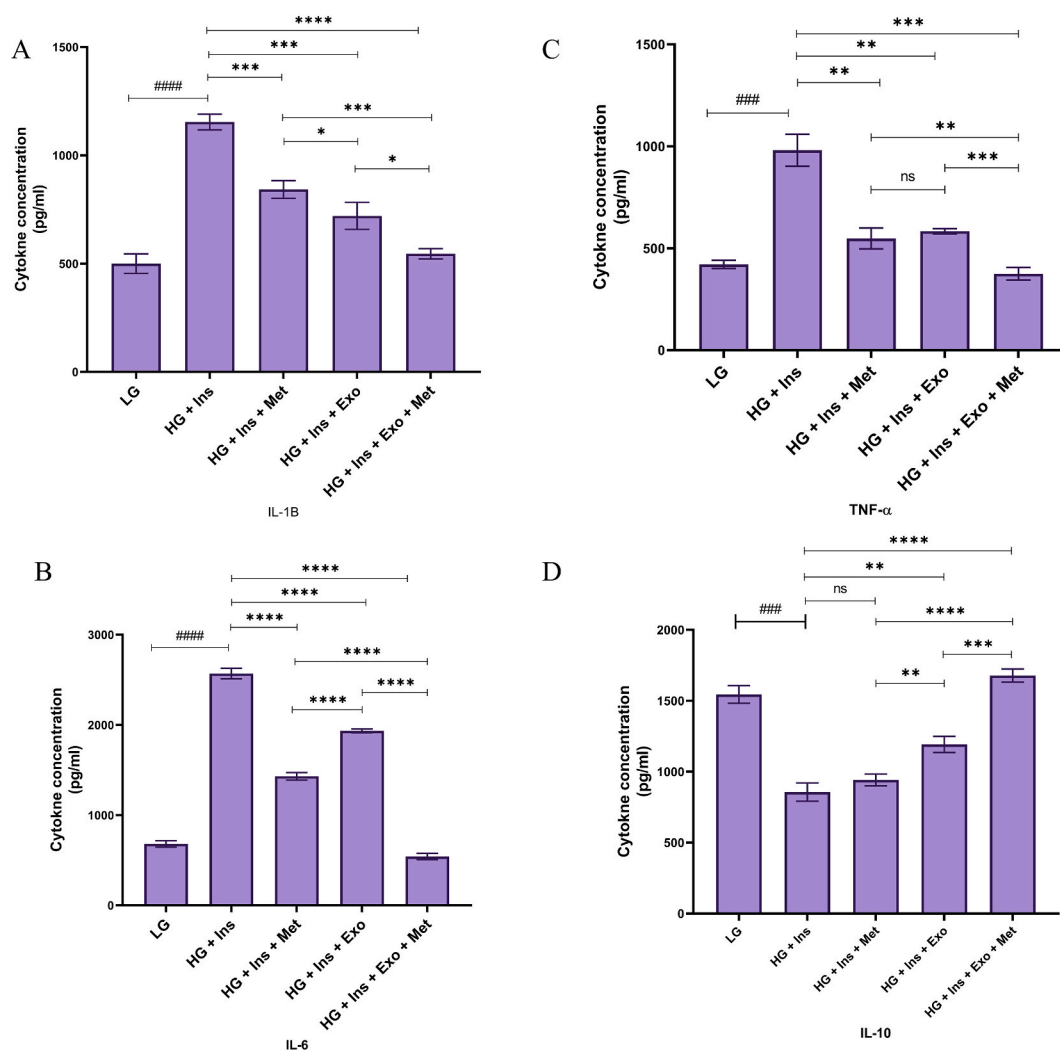 A
****
***
***
####
***
*
*
1500
1000
500
0
Cytokne concentration
(pg/ml)
LG
HG + Ins
HG + Ins + Met
HG + Ins + Exo
HG + Ins + Exo + Met
IL-1B
C
***
**
**
###
**
***
ns
1500
1000
500
0
Cytokne concentration
(pg/ml)
LG
HG + Ins
HG + Ins + Met
HG + Ins + Exo
HG + Ins + Exo + Met
TNF-α
B
****
****
****
####
****
****
****
3000
2000
1000
0
Cytokne concentration
(pg/ml)
LG
HG + Ins
HG + Ins + Met
HG + Ins + Exo
HG + Ins + Exo + Met
IL-6
D
****
**
ns
###
****
***
**
2000
1500
1000
500
0
Cytokne concentration
(pg/ml)
LG
HG + Ins
HG + Ins + Met
HG + Ins + Exo
HG + Ins + Exo + Met
IL-10